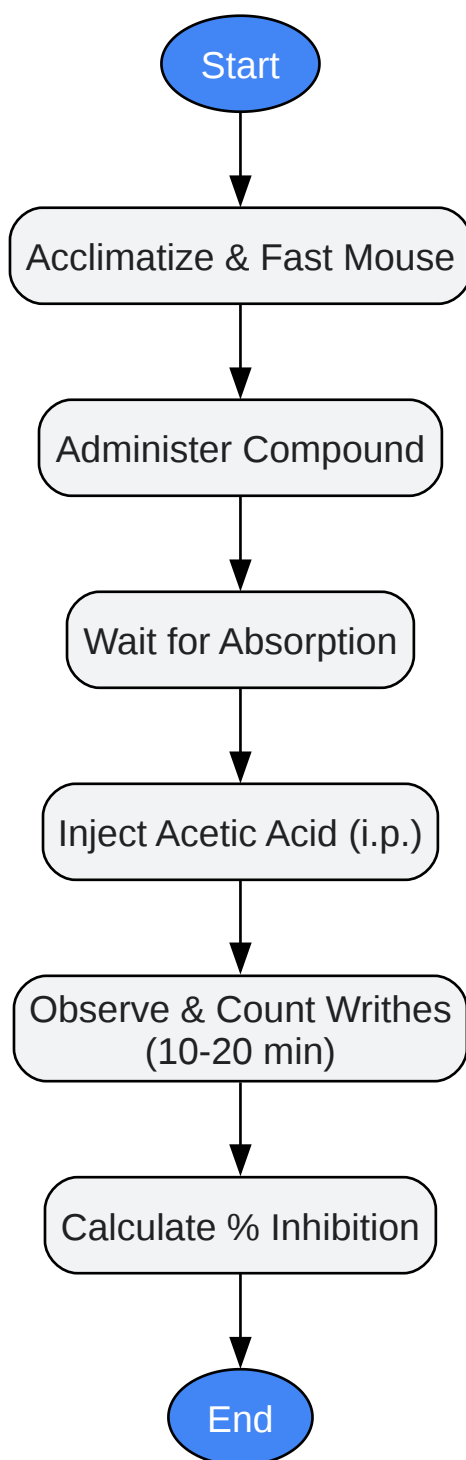 Start
Acclimatize & Fast Mouse
Administer Compound
Wait for Absorption
Inject Acetic Acid (i.p.)
Observe & Count Writhes
(10-20 min)
Calculate % Inhibition
End